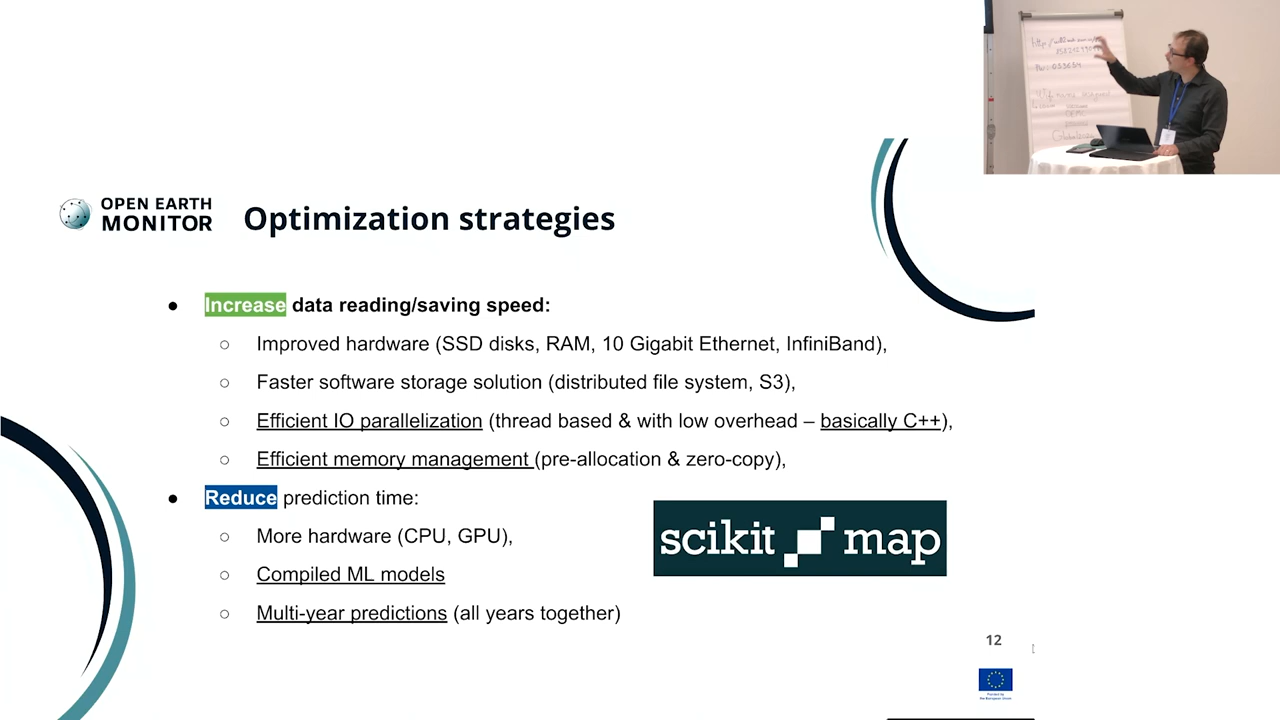 OPEN EARTH
MONITOR
Optimization strategies
● Increase data reading/saving speed:
○ Improved hardware (SSD disks, RAM, 10 Gigabit Ethernet, InfiniBand),
○ Faster software storage solution (distributed file system, S3),
○ Efficient IO parallelization (thread based & with low overhead – basically C++),
○ Efficient memory management (pre-allocation & zero-copy),
● Reduce prediction time:
○ More hardware (CPU, GPU),
○ Compiled ML models
○ Multi-year predictions (all years together)
scikit map
12